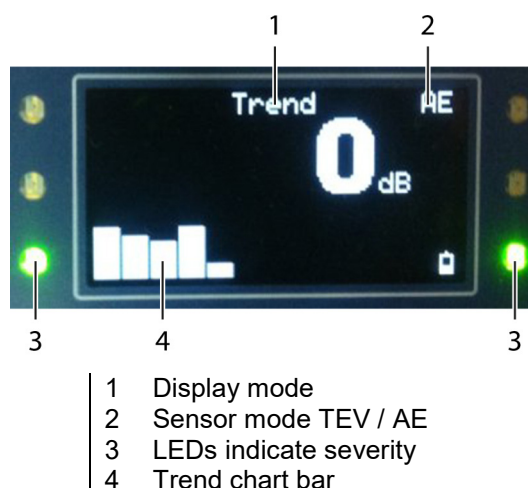 1 2
Trend AE
0 dB
3 4 3
1 Display mode
2 Sensor mode TEV / AE
3 LEDs indicate severity
4 Trend chart bar